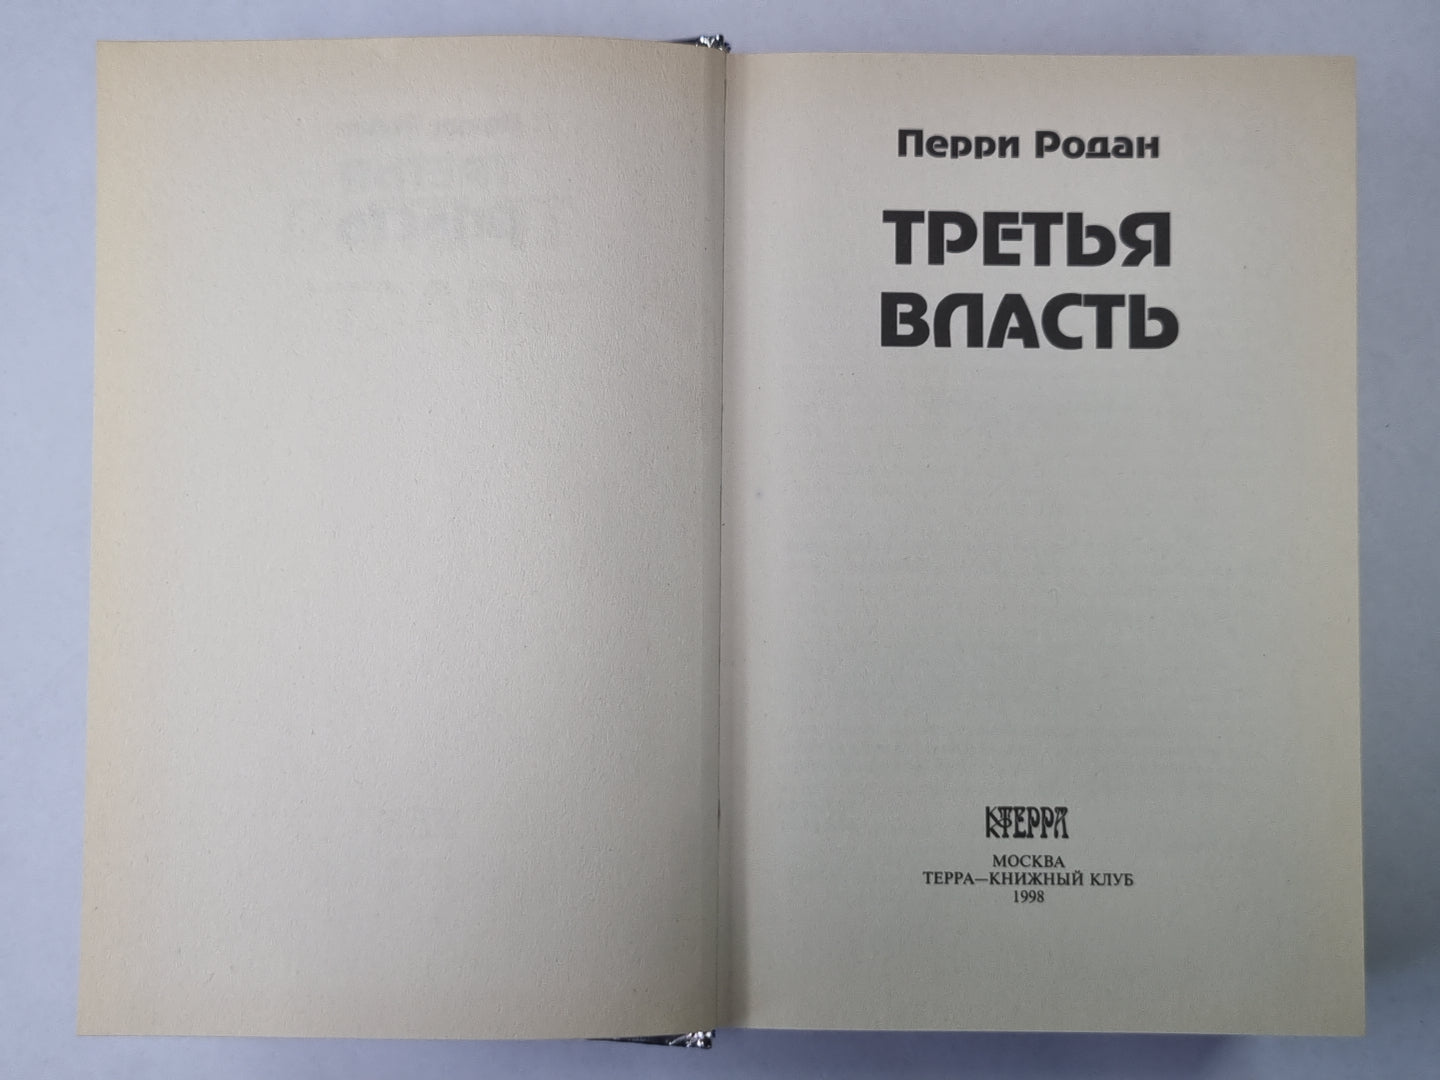 Перри Родан
ТРЕТЬЯ
ВЛАСТЬ
ТЕРРА
МОСКВА
ТЕРРА—КНИЖНЫЙ КЛУБ
1998